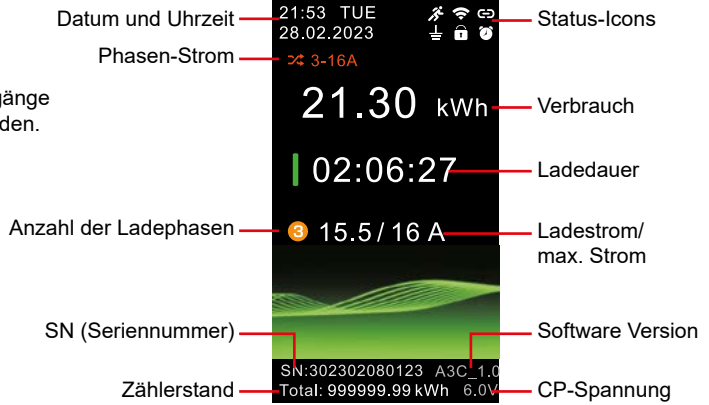 Datum und Uhrzeit
21:53 TUE
28.02.2023
Status-Icons
Phasen-Strom
3-16A
gänge
den.
21.30 kWh
Verbrauch
02:06:27
Ladedauer
Anzahl der Ladephasen
3 15.5 / 16 A
Ladestrom/
max. Strom
SN (Seriennummer)
Software Version
SN:302302080123 A3C_1.0
Zählerstand
Total: 999999.99 kWh 6.0V
CP-Spannung